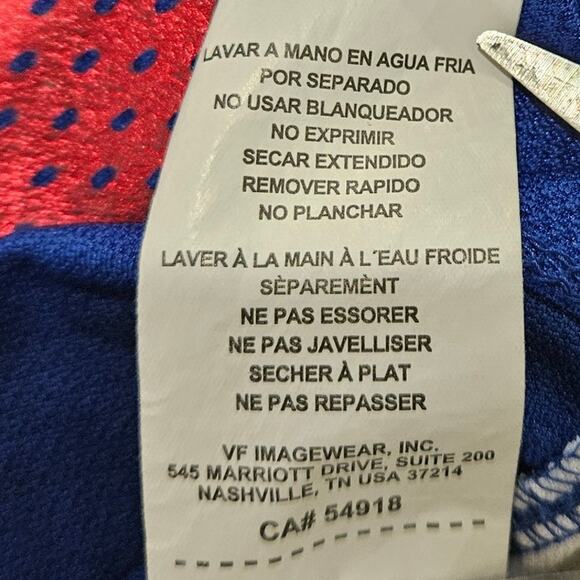 LAVAR A MANO EN AGUA FRIA
POR SEPARADO
NO USAR BLANQUEADOR
NO EXPRIMIR
SECAR EXTENDIDO
REMOVER RAPIDO
NO PLANCHAR
LAVER À LA MAIN À L´EAU FROIDE
SÈPAREMÈNT
NE PAS ESSORER
NE PAS JAVELLISER
SECHER À PLAT
NE PAS REPASSER
VF IMAGEWEAR, INC.
545 MARRIOTT DRIVE, SUITE 200
NASHVILLE, TN USA 37214
CA# 54918